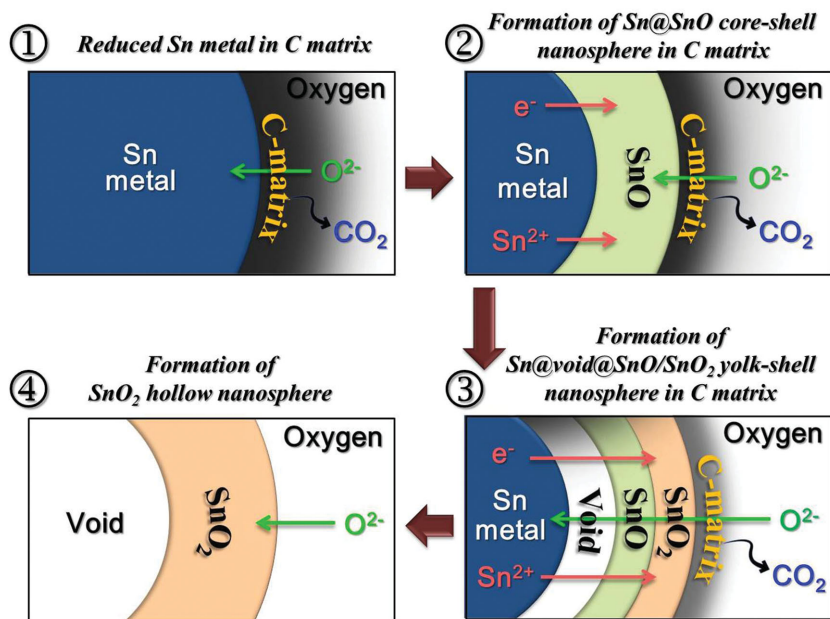 ① Reduced Sn metal in C matrix
Oxygen
Sn
metal
C-matrix
O²⁻
CO₂
② Formation of Sn@SnO core-shell
nanosphere in C matrix
Oxygen
e⁻
Sn
metal
SnO
C-matrix
O²⁻
Sn²⁺
CO₂
③ Formation of
Sn@void@SnO/SnO₂ yolk-shell
nanosphere in C matrix
Oxygen
e⁻
Sn
metal
Void
SnO
SnO₂
C-matrix
O²⁻
Sn²⁺
CO₂
④ Formation of
SnO₂ hollow nanosphere
Oxygen
Void
SnO₂
O²⁻